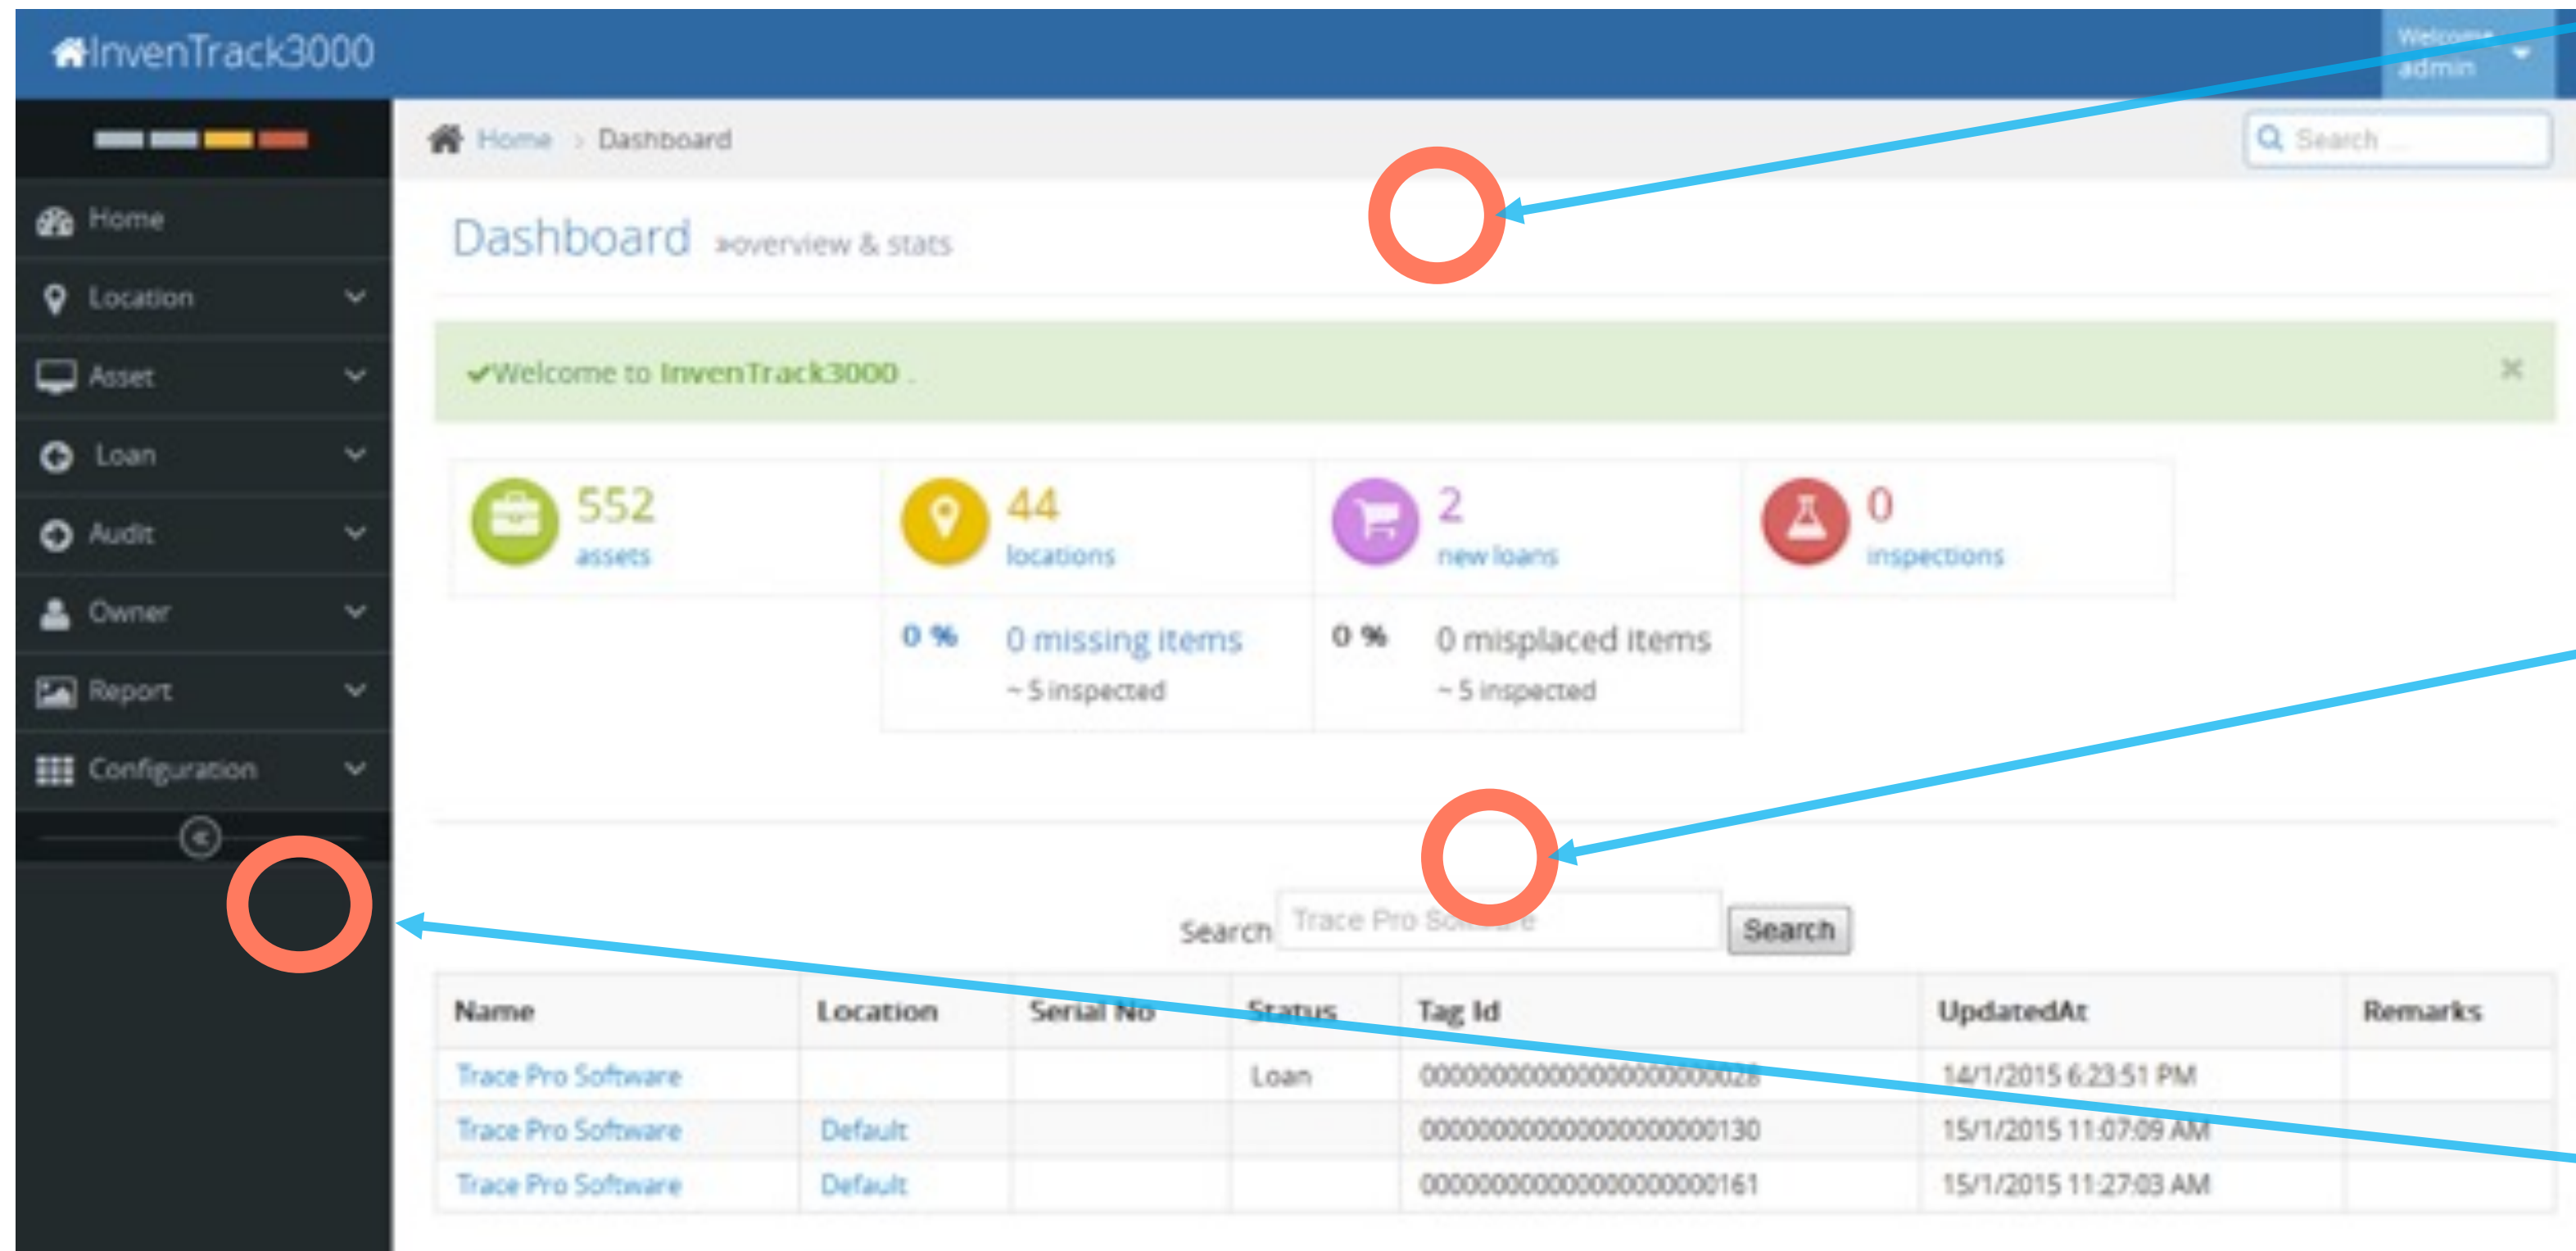 InvenTrack3000
Welcome
admin
Home > Dashboard
Search ...
Home
Location
Asset
Loan
Audit
Owner
Report
Configuration
Dashboard »overview & stats
Welcome to InvenTrack3000 .
552
assets
44
locations
2
new loans
0
inspections
0 % 0 missing items
~ 5 inspected
0 % 0 misplaced items
~ 5 inspected
Search Trace Pro Software Search
Name Location Serial No Status Tag Id UpdatedAt Remarks
Trace Pro Software Loan 14/1/2015 6:23:51 PM
Trace Pro Software Default 15/1/2015 11:07:09 AM
Trace Pro Software Default 15/1/2015 11:27:03 AM